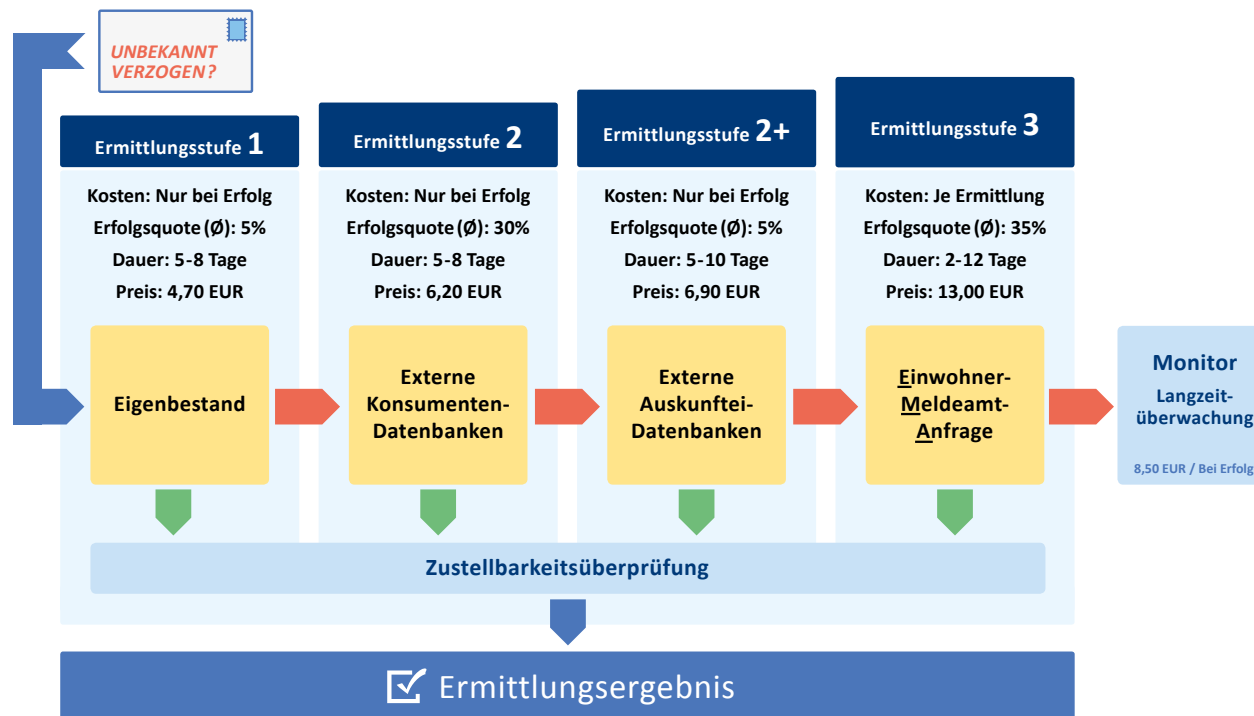 UNBEKANNT
VERZOGEN?
Ermittlungsstufe 1
Kosten: Nur bei Erfolg
Erfolgsquote (Ø): 5%
Dauer: 5-8 Tage
Preis: 4,70 EUR
Eigenbestand
Ermittlungsstufe 2
Kosten: Nur bei Erfolg
Erfolgsquote (Ø): 30%
Dauer: 5-8 Tage
Preis: 6,20 EUR
Externe
Konsumenten-
Datenbanken
Ermittlungsstufe 2+
Kosten: Nur bei Erfolg
Erfolgsquote (Ø): 5%
Dauer: 5-10 Tage
Preis: 6,90 EUR
Externe
Auskunftei-
Datenbanken
Ermittlungsstufe 3
Kosten: Je Ermittlung
Erfolgsquote (Ø): 35%
Dauer: 2-12 Tage
Preis: 13,00 EUR
Einwohner-
Meldeamt-
Anfrage
Monitor
Langzeit-
überwachung
8,50 EUR / Bei Erfolg
Zustellbarkeitsüberprüfung
Ermittlungsergebnis